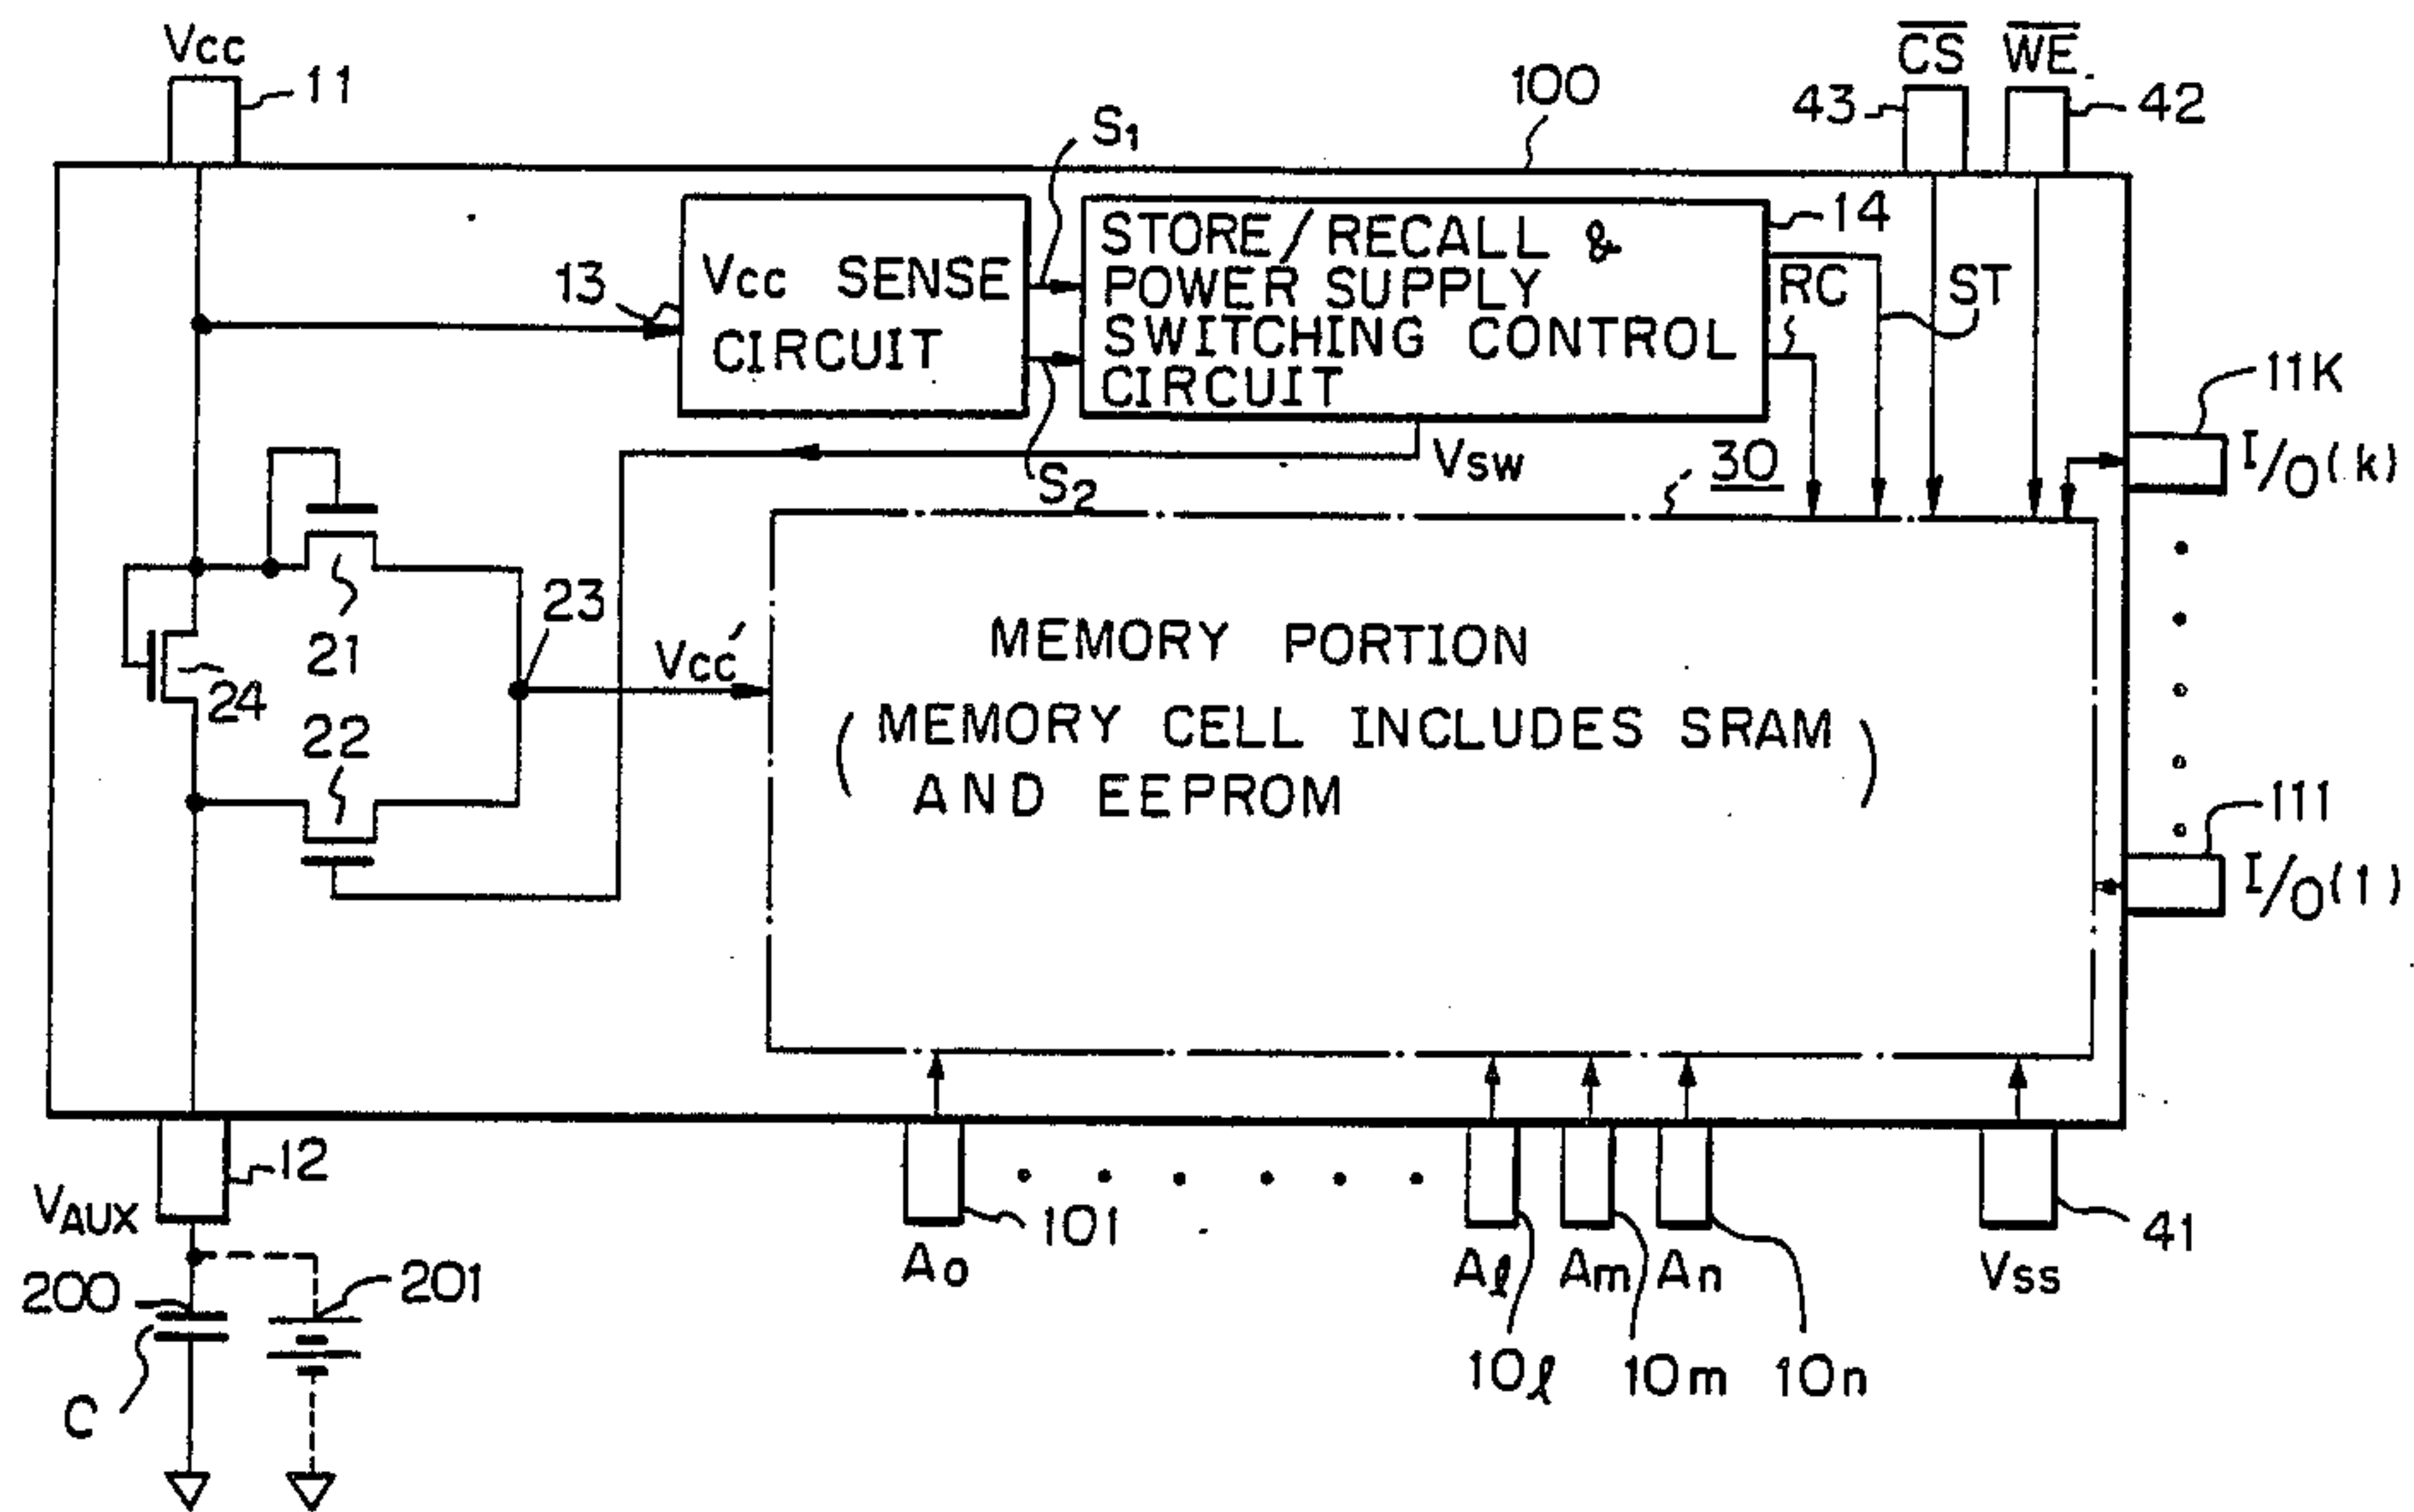 Vcc
11
S1
100
43
CS
WE
42
13
Vcc SENSE
CIRCUIT
STORE/RECALL &
POWER SUPPLY
SWITCHING CONTROL
CIRCUIT
14
RC
ST
11K
I/O(k)
S2
Vsw
30
21
24
22
23
Vcc'
MEMORY PORTION
(MEMORY CELL INCLUDES SRAM)
AND EEPROM
111
I/O(1)
12
VAUX
200
201
C
101
Ao
Aℓ
Am
An
Vss
41
10ℓ
10m
10n